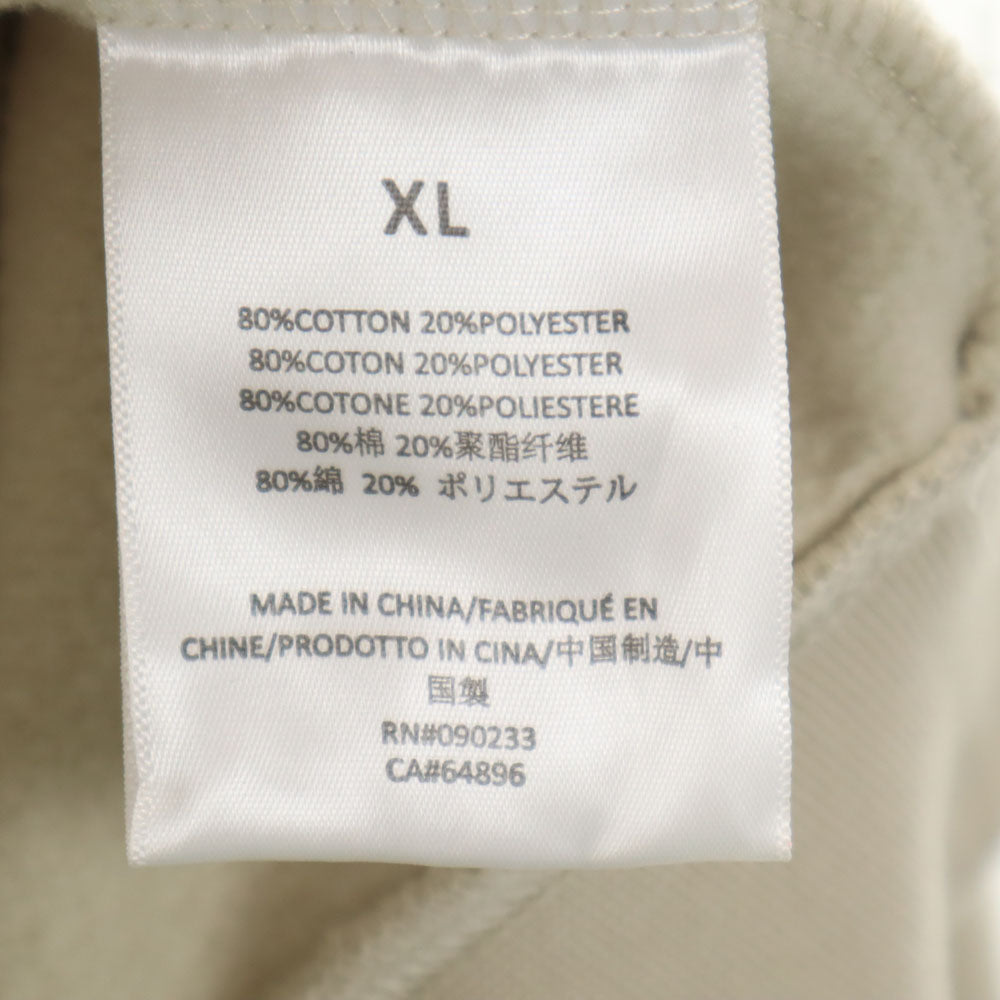 XL
80%COTTON 20%POLYESTER
80%COTON 20%POLYESTER
80%COTONE 20%POLIESTERE
80%棉 20%聚酯纤维
80%綿 20% ポリエステル
MADE IN CHINA/FABRIQUÉ EN
CHINE/PRODOTTO IN CINA/中国制造/中
国製
RN#090233
CA#64896